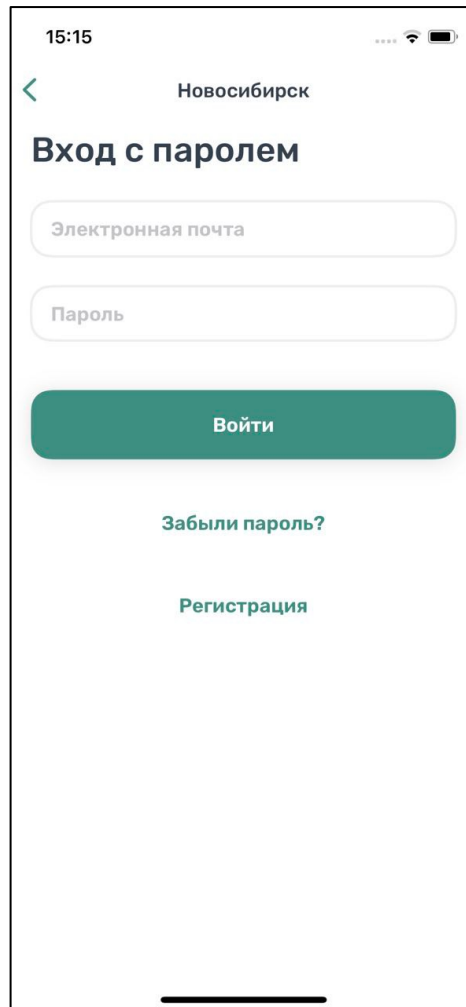 15:15
Новосибирск
Вход с паролем
Электронная почта
Пароль
Войти
Забыли пароль?
Регистрация